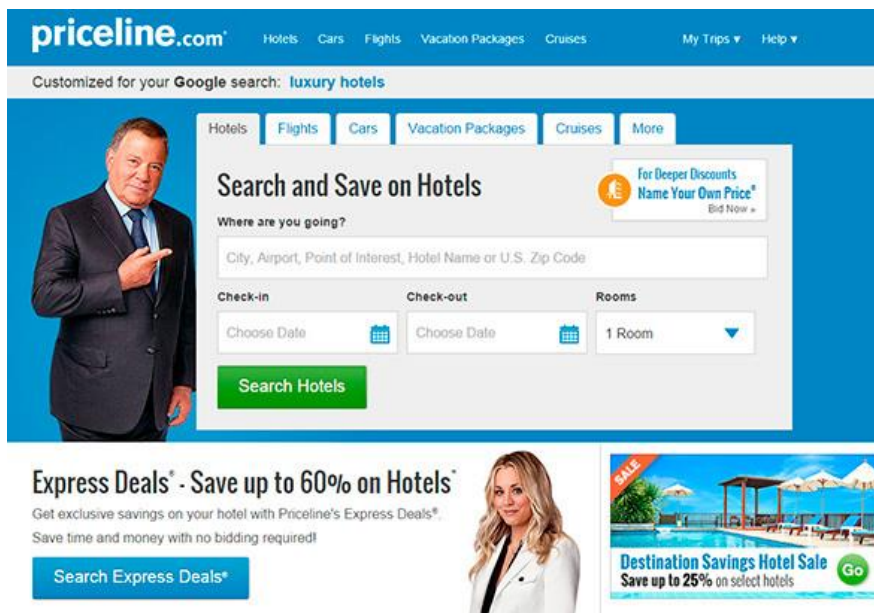 priceline.com®
Hotels Cars Flights Vacation Packages Cruises My Trips ▾ Help ▾
Customized for your Google search: luxury hotels
Hotels Flights Cars Vacation Packages Cruises More
Search and Save on Hotels
For Deeper Discounts
Name Your Own Price®
Bid Now »
Where are you going?
City, Airport, Point of Interest, Hotel Name or U.S. Zip Code
Check-in Check-out Rooms
Choose Date Choose Date 1 Room
Search Hotels
Express Deals® - Save up to 60% on Hotels*
Get exclusive savings on your hotel with Priceline's Express Deals®.
Save time and money with no bidding required!
Search Express Deals®
SALE
Destination Savings Hotel Sale
Save up to 25% on select hotels
Go